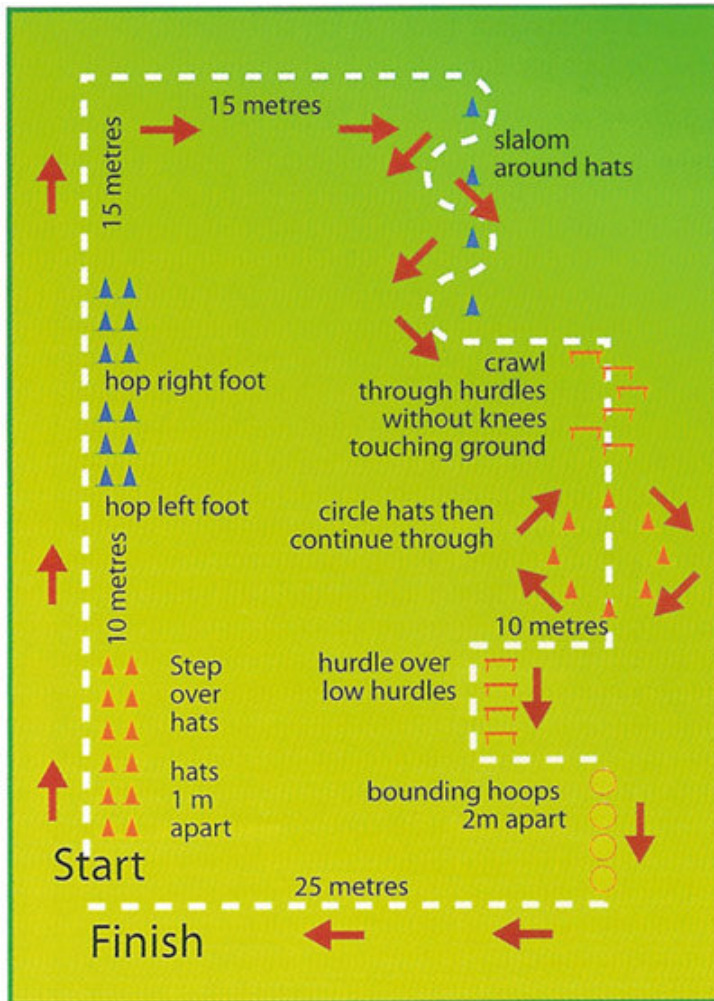 15 metres
15 metres
slalom
around hats
hop right foot
crawl
through hurdles
without knees
touching ground
hop left foot
circle hats then
continue through
10 metres
10 metres
Step
over
hats
hats
1 m
apart
hurdle over
low hurdles
bounding hoops
2m apart
Start
25 metres
Finish